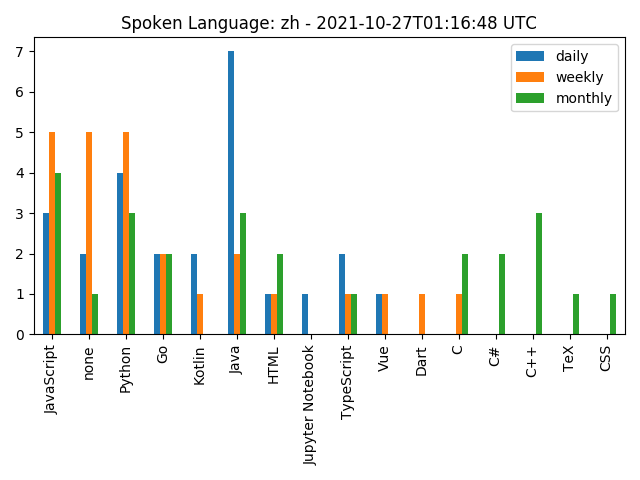 Spoken Language: zh - 2021-10-27T01:16:48 UTC
daily
weekly
monthly
7
6
5
4
3
2
1
0
JavaScript
none
Python
Go
Kotlin
Java
HTML
Jupyter Notebook
TypeScript
Vue
Dart
C
C#
C++
TeX
CSS